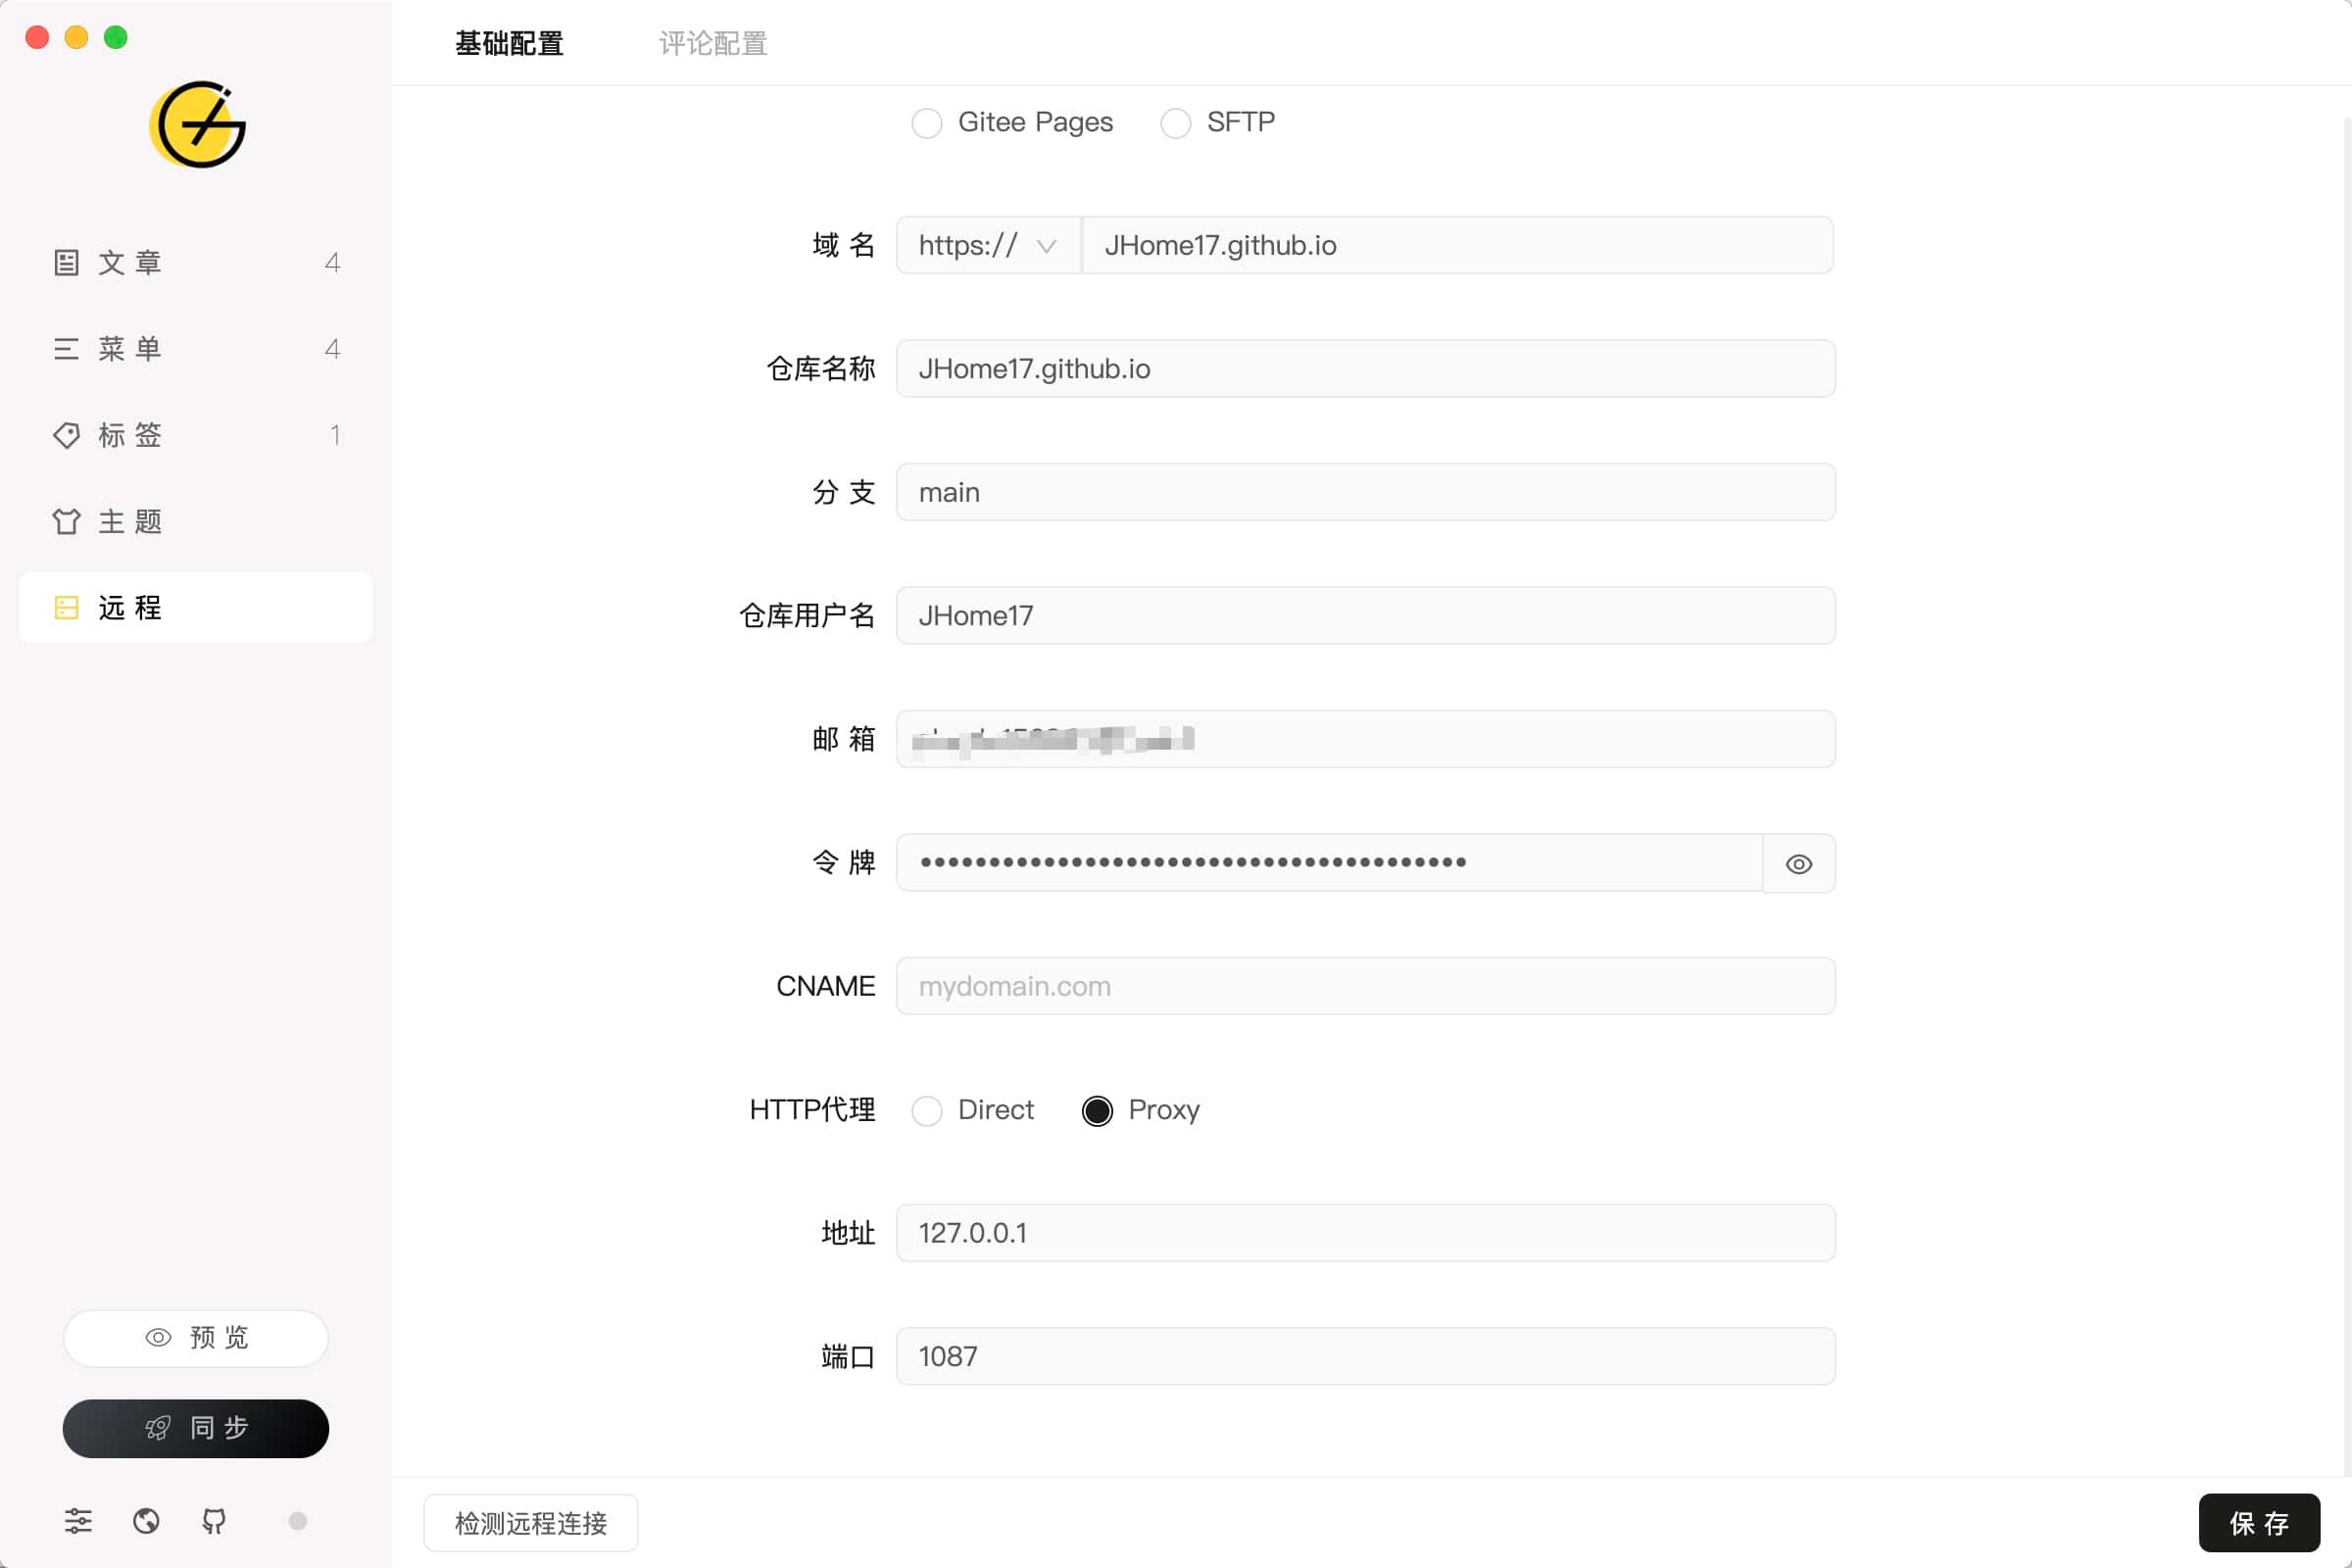 基础配置 评论配置
Gitee Pages SFTP
文章 4
菜单 4
标签 1
主题
远程
域名 https:// JHome17.github.io
仓库名称 JHome17.github.io
分支 main
仓库用户名 JHome17
邮箱
令牌 ••••••••••••••••••••••••••••••••••••••••
CNAME mydomain.com
HTTP代理 Direct Proxy
地址 127.0.0.1
端口 1087
预览
同步
检测远程连接 保存